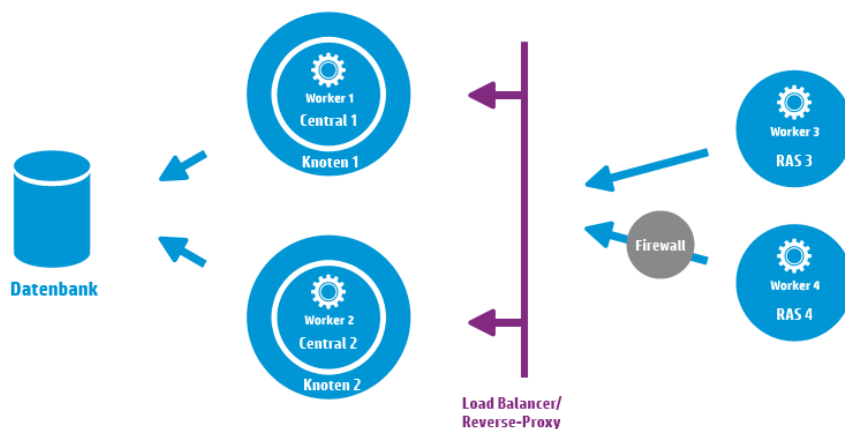 Worker 1
Central 1
Knoten 1
Datenbank
Worker 2
Central 2
Knoten 2
Load Balancer/
Reverse-Proxy
Worker 3
RAS 3
Firewall
Worker 4
RAS 4